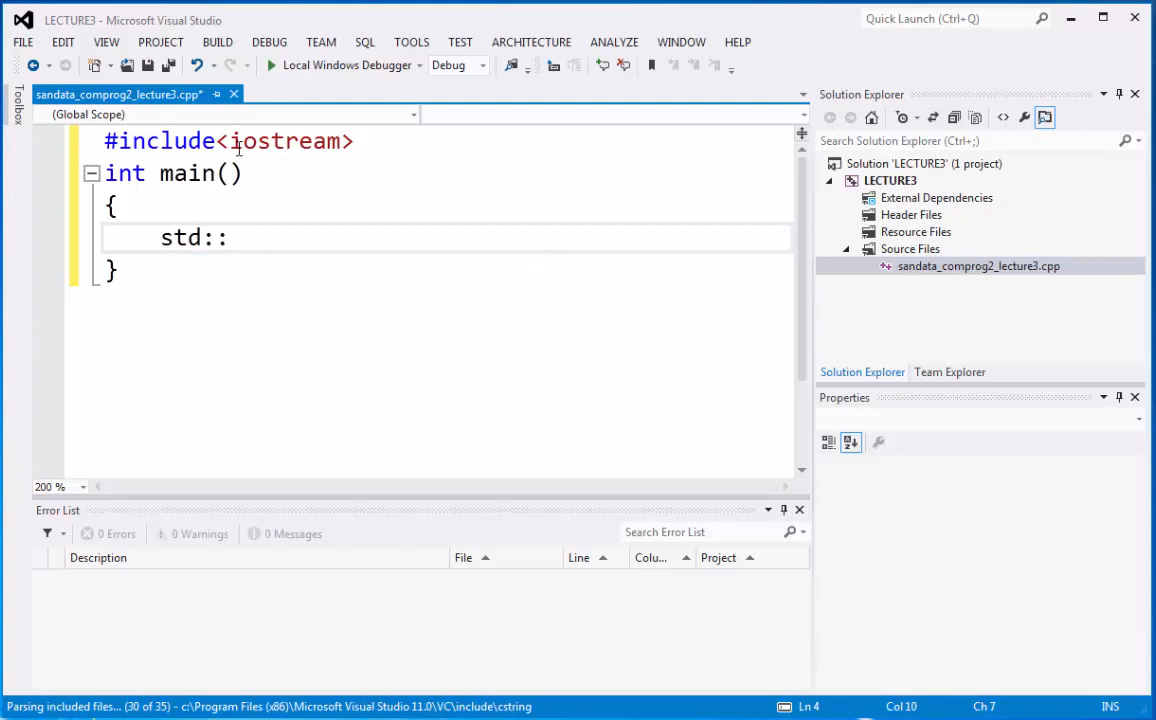 LECTURE3 - Microsoft Visual Studio
Quick Launch (Ctrl+Q)
FILE EDIT VIEW PROJECT BUILD DEBUG TEAM SQL TOOLS TEST ARCHITECTURE ANALYZE WINDOW HELP
Local Windows Debugger Debug
Toolbox
sandata_comprog2_lecture3.cpp*
(Global Scope)
#include<iostream>
int main()
{
std::
}
200 %
Solution Explorer
Search Solution Explorer (Ctrl+;)
Solution 'LECTURE3' (1 project)
LECTURE3
External Dependencies
Header Files
Resource Files
Source Files
sandata_comprog2_lecture3.cpp
Solution Explorer Team Explorer
Properties
Error List
0 Errors 0 Warnings 0 Messages
Search Error List
Description File Line Colu... Project
Parsing included files... (30 of 35) - c:\Program Files (x86)\Microsoft Visual Studio 11.0\VC\include\cstring
Ln 4 Col 10 Ch 7 INS